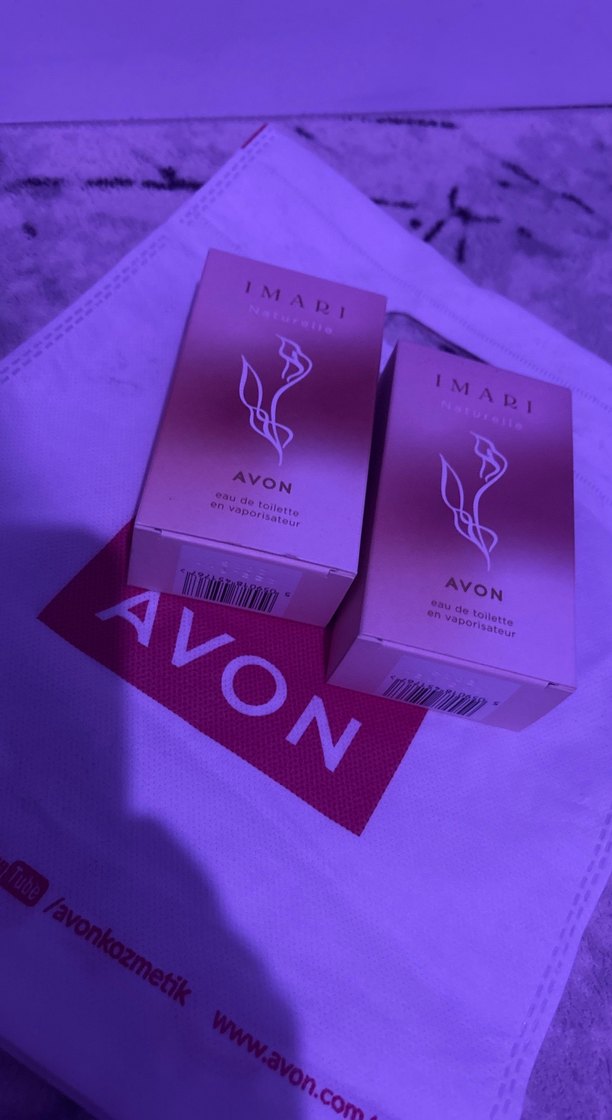 IMARI
Naturelle
AVON
eau de toilette
en vaporisateur
IMARI
Naturelle
AVON
eau de toilette
en vaporisateur
AVON
Tube /avonkozmetik
www.avon.com/